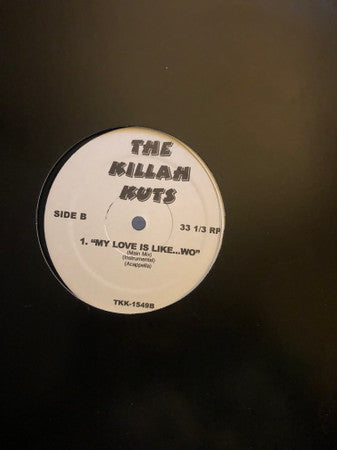 THE
KILLAH
KUTS
SIDE B
33 1/3 RP
1. "MY LOVE IS LIKE...WO"
(Main Mix)
(Instrumental)
(Acappella)
TKK-1549B